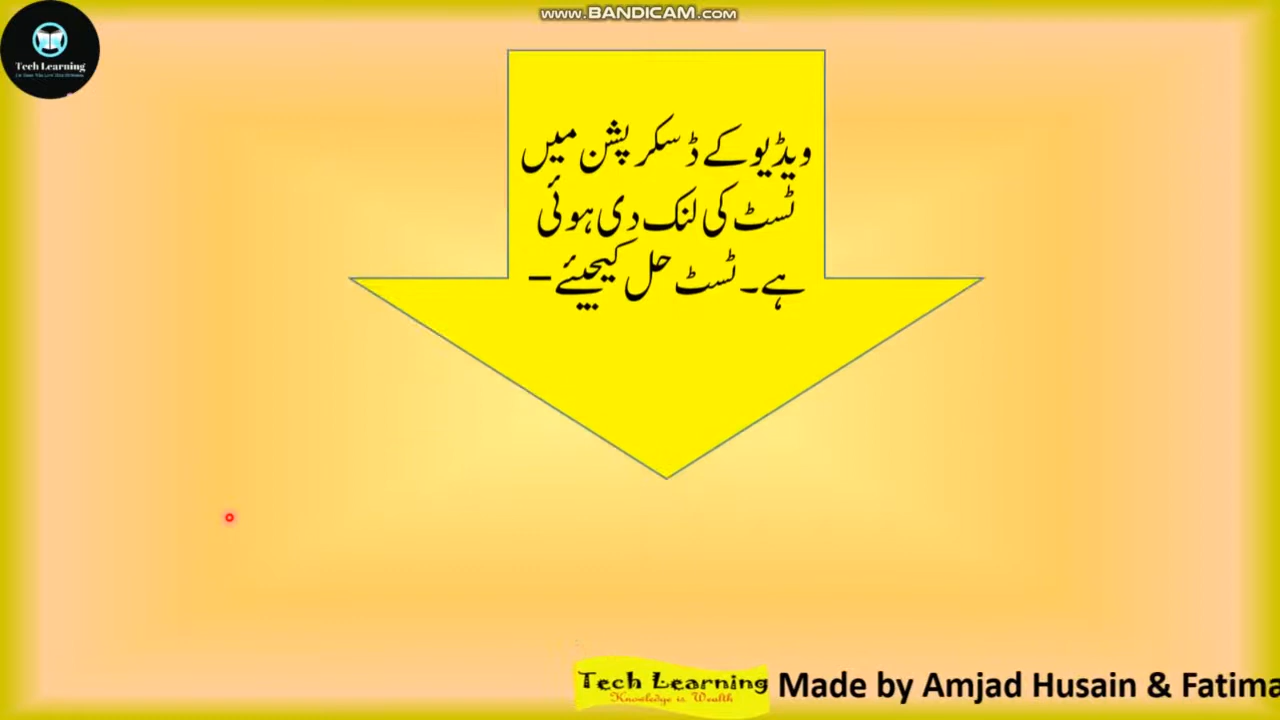 www.BANDICAM.com
Tech Learning
ویڈیو کے ڈسکرپشن میں
ٹسٹ کی لنک دی ہوئی
ہے۔ ٹسٹ حل کیجیئے –
Tech Learning
Knowledge is Wealth
Made by Amjad Husain & Fatima